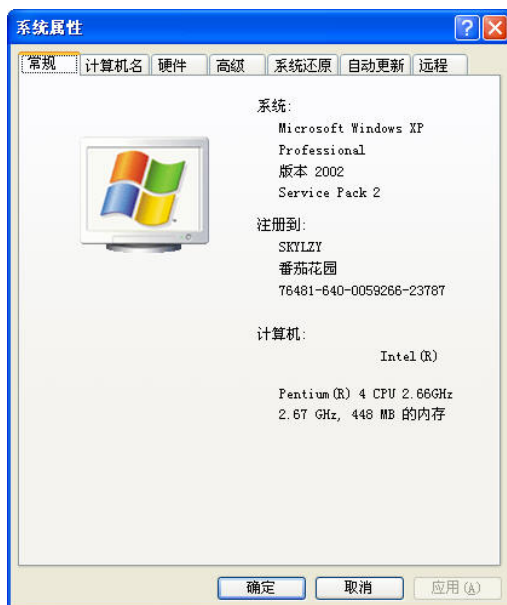 系统属性
常规 计算机名 硬件 高级 系统还原 自动更新 远程
系统:
Microsoft Windows XP
Professional
版本 2002
Service Pack 2
注册到:
SKYLZY
番茄花园
76481-640-0059266-23787
计算机:
Intel(R)
Pentium(R) 4 CPU 2.66GHz
2.67 GHz, 448 MB 的内存
确定 取消 应用(A)